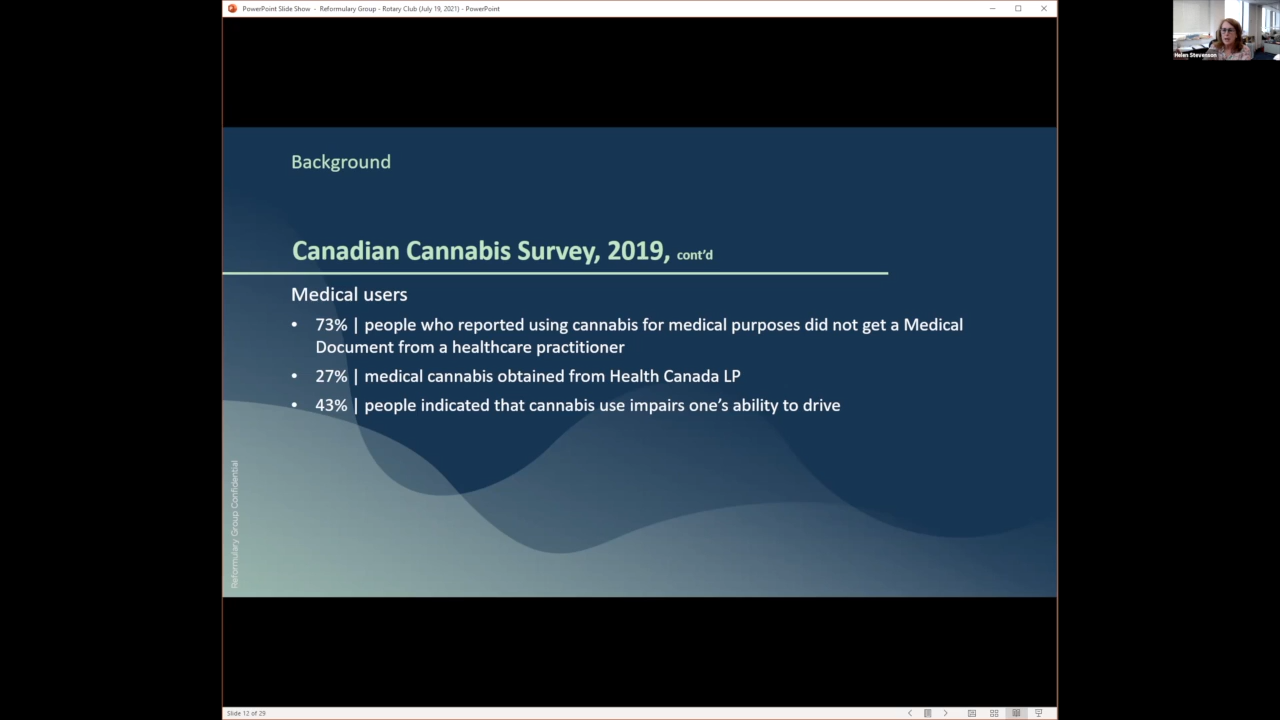 PowerPoint Slide Show - Reformulary Group - Rotary Club (July 19, 2021) - PowerPoint
Helen Stevenson
Background
Canadian Cannabis Survey, 2019, cont'd
Medical users
• 73% | people who reported using cannabis for medical purposes did not get a Medical
Document from a healthcare practitioner
• 27% | medical cannabis obtained from Health Canada LP
• 43% | people indicated that cannabis use impairs one's ability to drive
Reformulary Group Confidential
Slide 12 of 29